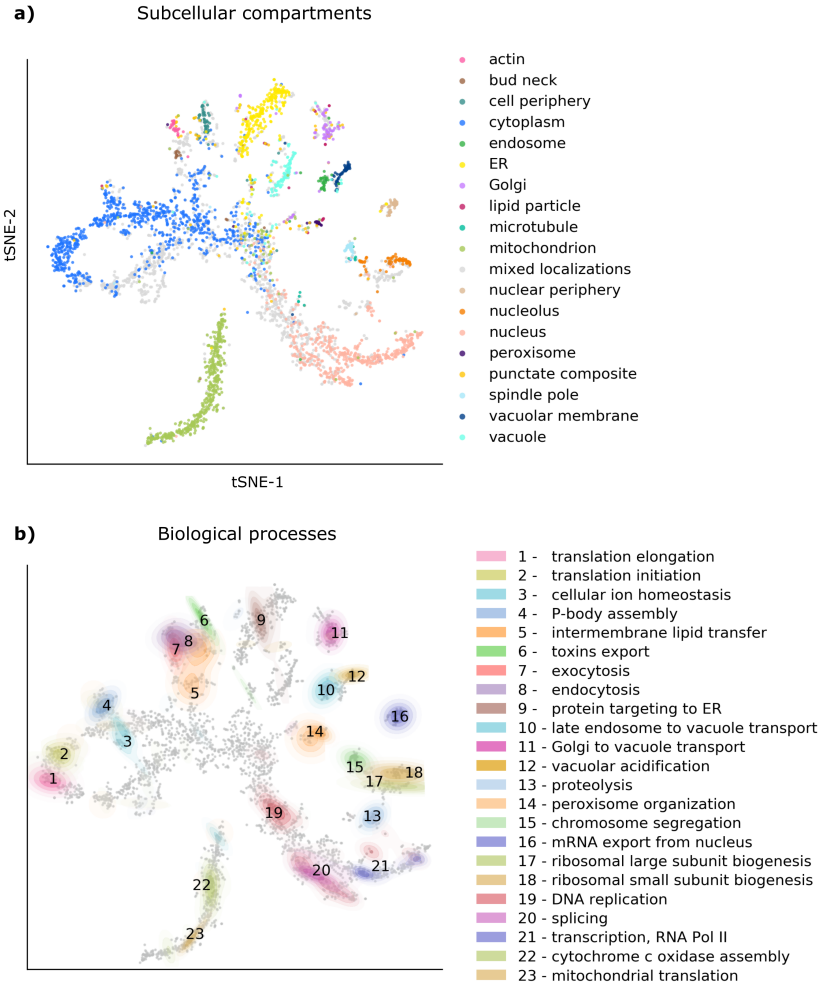 a) Subcellular compartments
actin
bud neck
cell periphery
cytoplasm
endosome
ER
Golgi
lipid particle
microtubule
mitochondrion
mixed localizations
nuclear periphery
nucleolus
nucleus
peroxisome
punctate composite
spindle pole
vacuolar membrane
vacuole
tSNE-2
tSNE-1
b) Biological processes
1 - translation elongation
2 - translation initiation
3 - cellular ion homeostasis
4 - P-body assembly
5 - intermembrane lipid transfer
6 - toxins export
7 - exocytosis
8 - endocytosis
9 - protein targeting to ER
10 - late endosome to vacuole transport
11 - Golgi to vacuole transport
12 - vacuolar acidification
13 - proteolysis
14 - peroxisome organization
15 - chromosome segregation
16 - mRNA export from nucleus
17 - ribosomal large subunit biogenesis
18 - ribosomal small subunit biogenesis
19 - DNA replication
20 - splicing
21 - transcription, RNA Pol II
22 - cytochrome c oxidase assembly
23 - mitochondrial translation
6
9
8
11
7
12
10
5
4
16
14
3
2
15
18
17
1
19
13
21
20
22
23